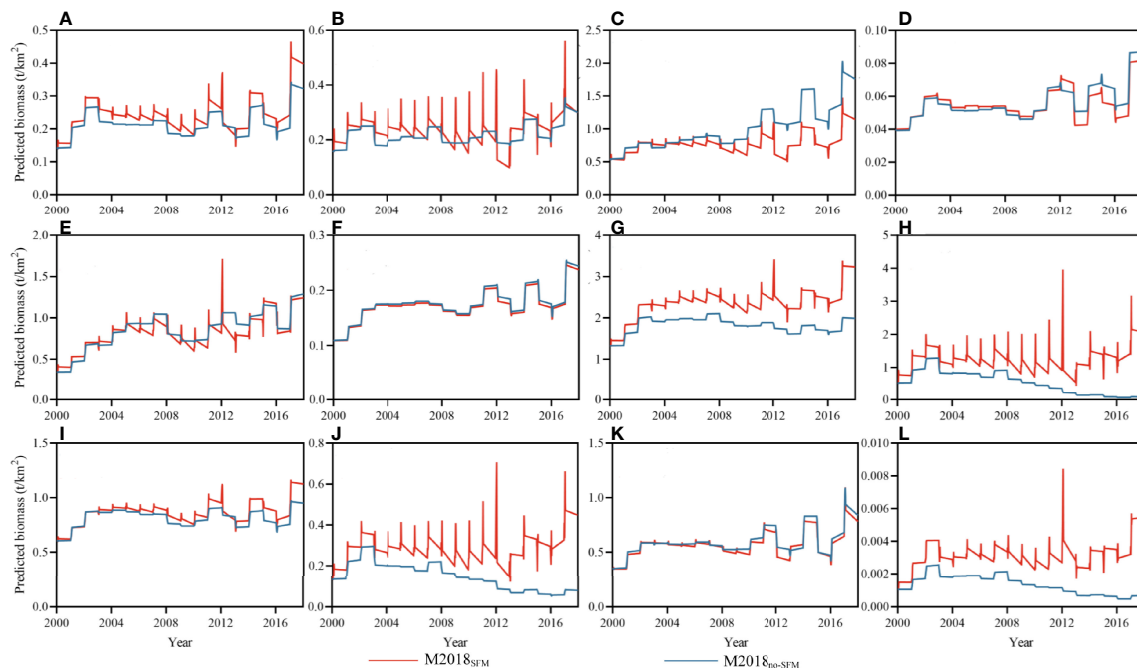 A B C D
Predicted biomass (t/km²)
0.5 0.6 2.5 0.10
0.4 2.0 0.08
0.4
0.3 1.5 0.06
0.2 1.0 0.04
0.2
0.1 0.5 0.02
0.0 0.0 0.0 0.00
2000 2004 2008 2012 2016 2000 2004 2008 2012 2016 2000 2004 2008 2012 2016 2000 2004 2008 2012 2016
E F G H
Predicted biomass (t/km²)
2.0 0.3 4 5
4
1.5 3
0.2 3
1.0 2
2
0.1
0.5 1 1
0.0 0.0 0 0
2000 2004 2008 2012 2016 2000 2004 2008 2012 2016 2000 2004 2008 2012 2016 2000 2004 2008 2012 2016
I J K L
Predicted biomass (t/km²)
1.5 0.8 1.5 0.010
0.008
1.0 0.6 1.0
0.006
0.4
0.004
0.5 0.2 0.5
0.002
0.0 0.0 0.0 0.000
2000 2004 2008 2012 2016 2000 2004 2008 2012 2016 2000 2004 2008 2012 2016 2000 2004 2008 2012 2016
Year Year Year Year
M2018SFM M2018no-SFM